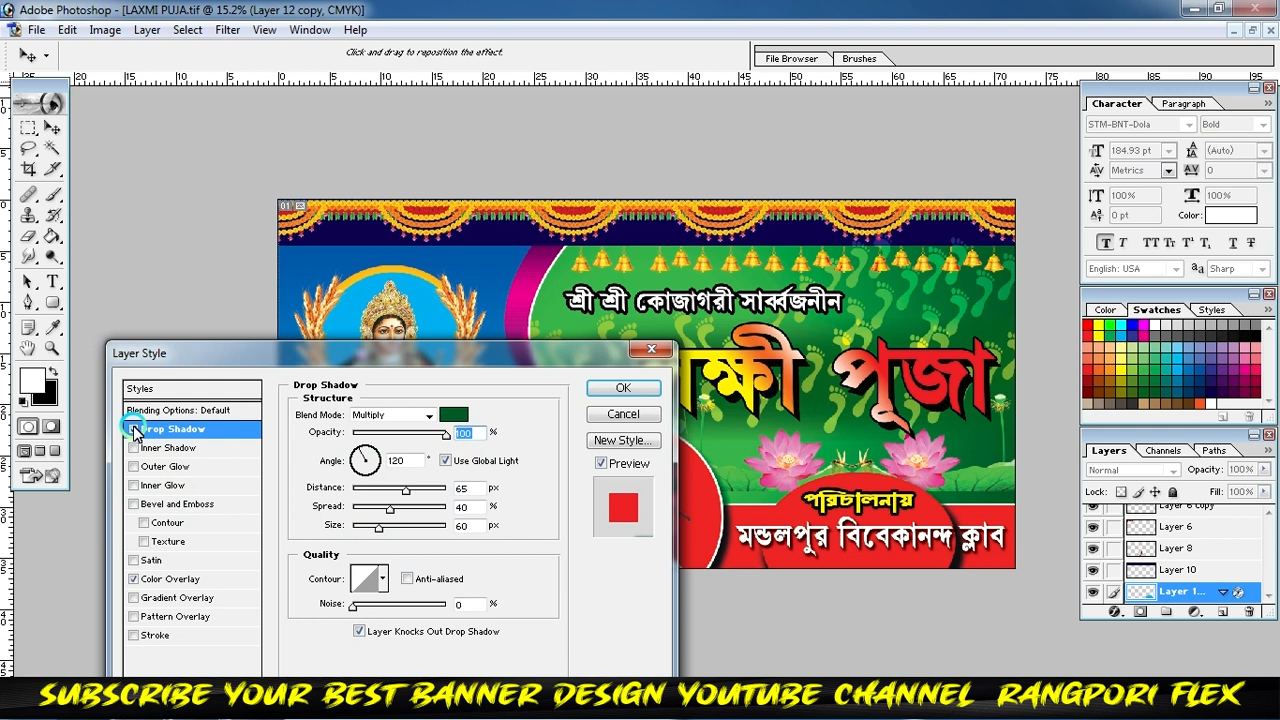 Adobe Photoshop - [LAXMI PUJA.tif @ 15.2% (Layer 12 copy, CMYK)]
File Edit Image Layer Select Filter View Window Help
Click and drag to reposition the effect.
File Browser Brushes
Character Paragraph
STM-BNT-Dola Bold
184.93 pt (Auto)
Metrics 0
100% 100%
0 pt Color:
English: USA Sharp
Color Swatches Styles
Layers Channels Paths
Normal Opacity: 100%
Lock: Fill: 100%
Layer 6 copy
Layer 6
Layer 8
Layer 10
Layer 1...
শ্রী শ্রী কোজাগরী সার্ব্বজনীন
ক্ষ্মী পূজা
পরিচালনায়
মন্ডলপুর বিবেকানন্দ ক্লাব
Layer Style
Styles
Blending Options: Default
Drop Shadow
Inner Shadow
Outer Glow
Inner Glow
Bevel and Emboss
Contour
Texture
Satin
Color Overlay
Gradient Overlay
Pattern Overlay
Stroke
Drop Shadow
Structure
Blend Mode: Multiply
Opacity: 100 %
Angle: 120 ° Use Global Light
Distance: 65 px
Spread: 40 %
Size: 60 px
Quality
Contour: Anti-aliased
Noise: 0 %
Layer Knocks Out Drop Shadow
OK
Cancel
New Style...
Preview
SUBSCRIBE YOUR BEST BANNER DESIGN YOUTUBE CHANNEL RANGPORI FLEX